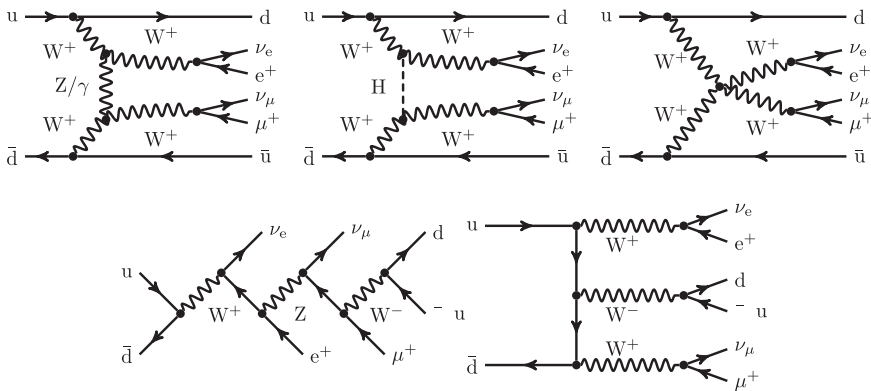 u d
W⁺
W⁺ νₑ
e⁺
Z/γ
νμ
W⁺ μ⁺
W⁺
d̄ ū
u d
W⁺
W⁺ νₑ
e⁺
H
νμ
W⁺ μ⁺
W⁺
d̄ ū
u d
W⁺ νₑ
W⁺ e⁺
νμ
W⁺ W⁺ μ⁺
d̄ ū
νₑ νμ d
u
W⁺ Z W⁻ ¯ u
d̄ e⁺ μ⁺
u νₑ
W⁺ e⁺
d
W⁻ ¯ u
W⁺ νμ
d̄ μ⁺